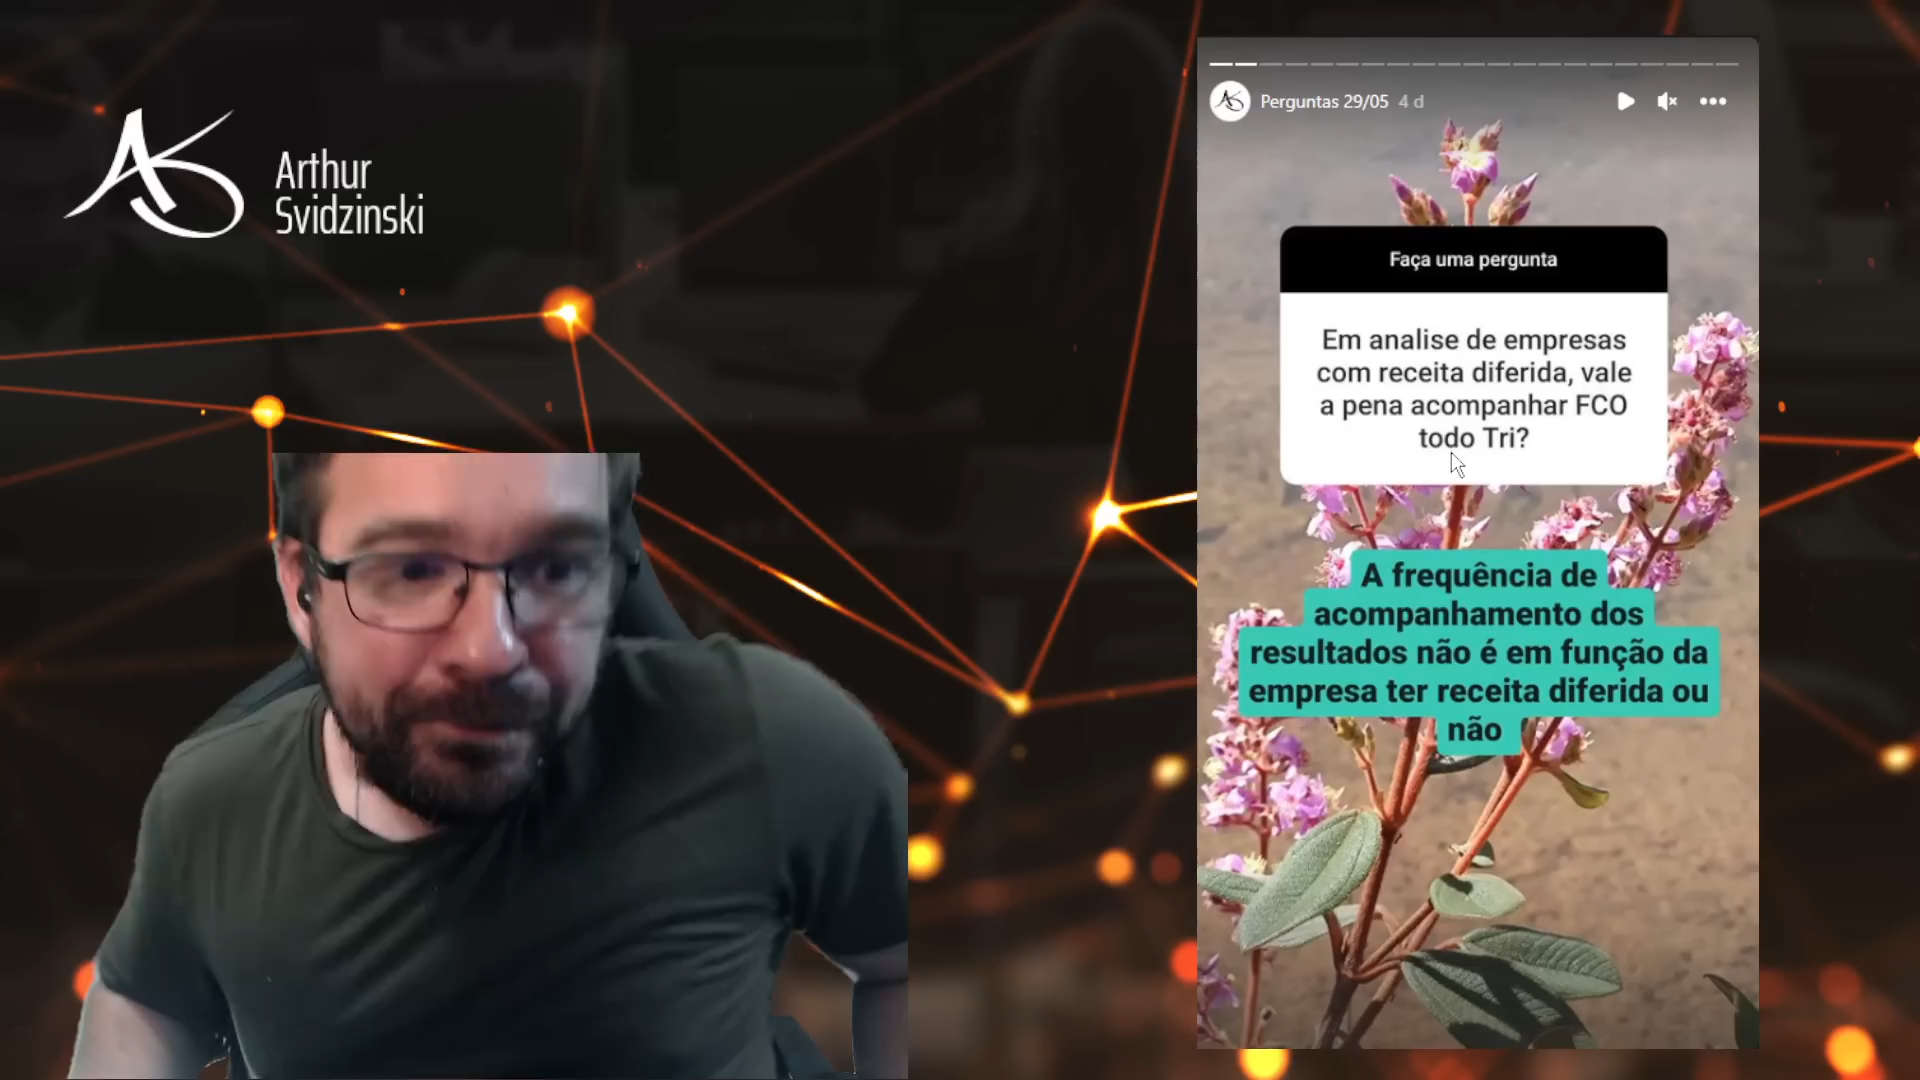 Arthur
Svidzinski
Perguntas 29/05 4 d
Faça uma pergunta
Em analise de empresas
com receita diferida, vale
a pena acompanhar FCO
todo Tri?
A frequência de
acompanhamento dos
resultados não é em função da
empresa ter receita diferida ou
não